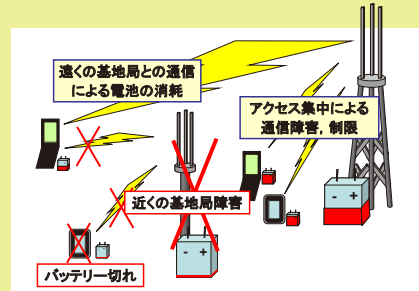 遠くの基地局との通信
による電池の消耗
アクセス集中による
通信障害, 制限
近くの基地局障害
バッテリー切れ
- +
- +